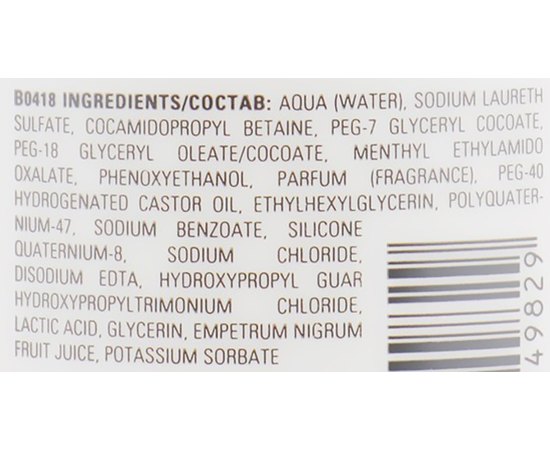 B0418 INGREDIENTS/СОСТАВ: AQUA (WATER), SODIUM LAURETH
SULFATE, COCAMIDOPROPYL BETAINE, PEG-7 GLYCERYL COCOATE,
PEG-18 GLYCERYL OLEATE/COCOATE, MENTHYL ETHYLAMIDO
OXALATE, PHENOXYETHANOL, PARFUM (FRAGRANCE), PEG-40
HYDROGENATED CASTOR OIL, ETHYLHEXYLGLYCERIN, POLYQUATER-
NIUM-47, SODIUM BENZOATE, SILICONE
QUATERNIUM-8, SODIUM CHLORIDE,
DISODIUM EDTA, HYDROXYPROPYL GUAR
HYDROXYPROPYLTRIMONIUM CHLORIDE,
LACTIC ACID, GLYCERIN, EMPETRUM NIGRUM
FRUIT JUICE, POTASSIUM SORBATE
49829